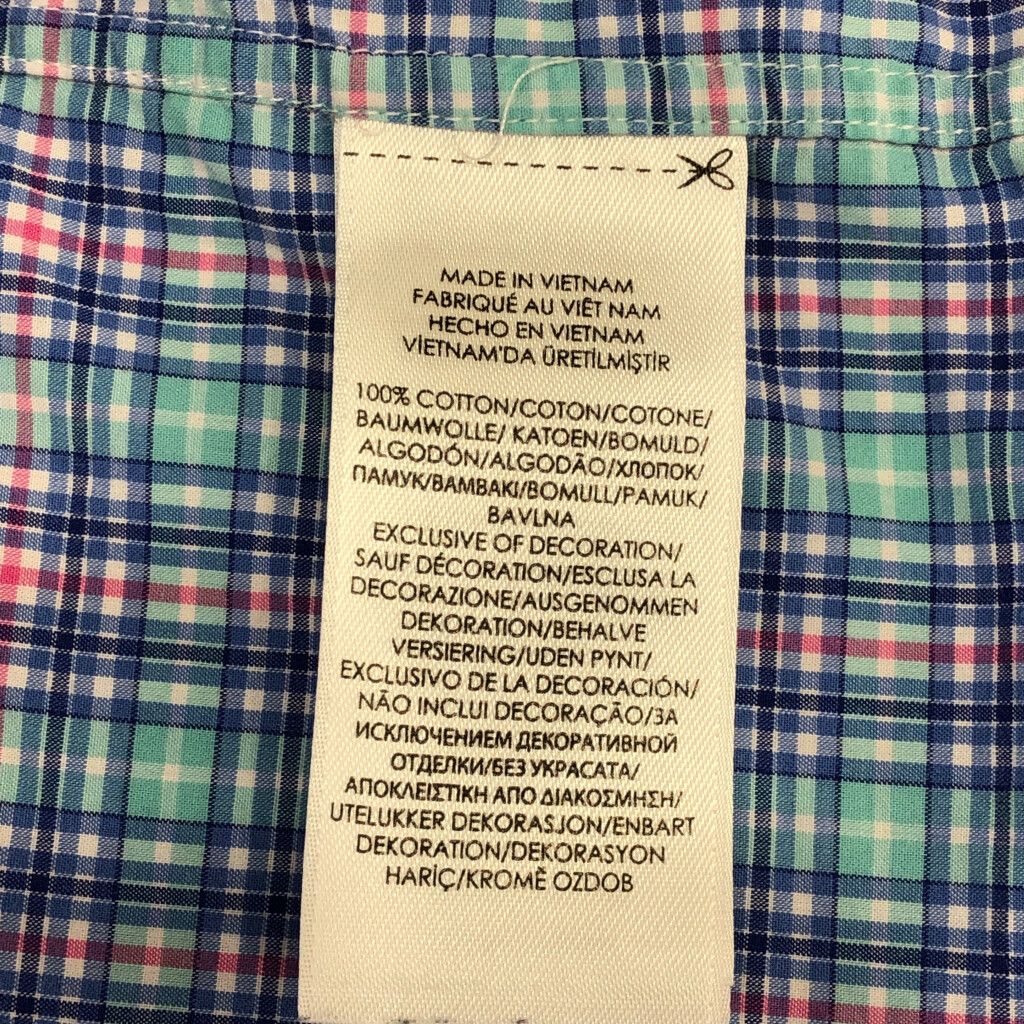 MADE IN VIETNAM
FABRIQUÉ AU VIÊT NAM
HECHO EN VIETNAM
VİETNAM'DA ÜRETİLMİŞTİR
100% COTTON/COTON/COTONE/
BAUMWOLLE/ KATOEN/BOMULD/
ALGODÓN/ALGODÃO/ХЛОПОК/
ПАМУК/ΒΑΜΒΑΚΙ/BOMULL/PAMUK/
BAVLNA
EXCLUSIVE OF DECORATION/
SAUF DÉCORATION/ESCLUSA LA
DECORAZIONE/AUSGENOMMEN
DEKORATION/BEHALVE
VERSIERING/UDEN PYNT/
EXCLUSIVO DE LA DECORACIÓN/
NÃO INCLUI DECORAÇÃO/ЗА
ИСКЛЮЧЕНИЕМ ДЕКОРАТИВНОЙ
ОТДЕЛКИ/БЕЗ УКРАСАТА/
ΑΠΟΚΛΕΙΣΤΙΚΗ ΑΠΟ ΔΙΑΚΟΣΜΗΣΗ/
UTELUKKER DEKORASJON/ENBART
DEKORATION/DEKORASYON
HARİÇ/KROMĚ OZDOB